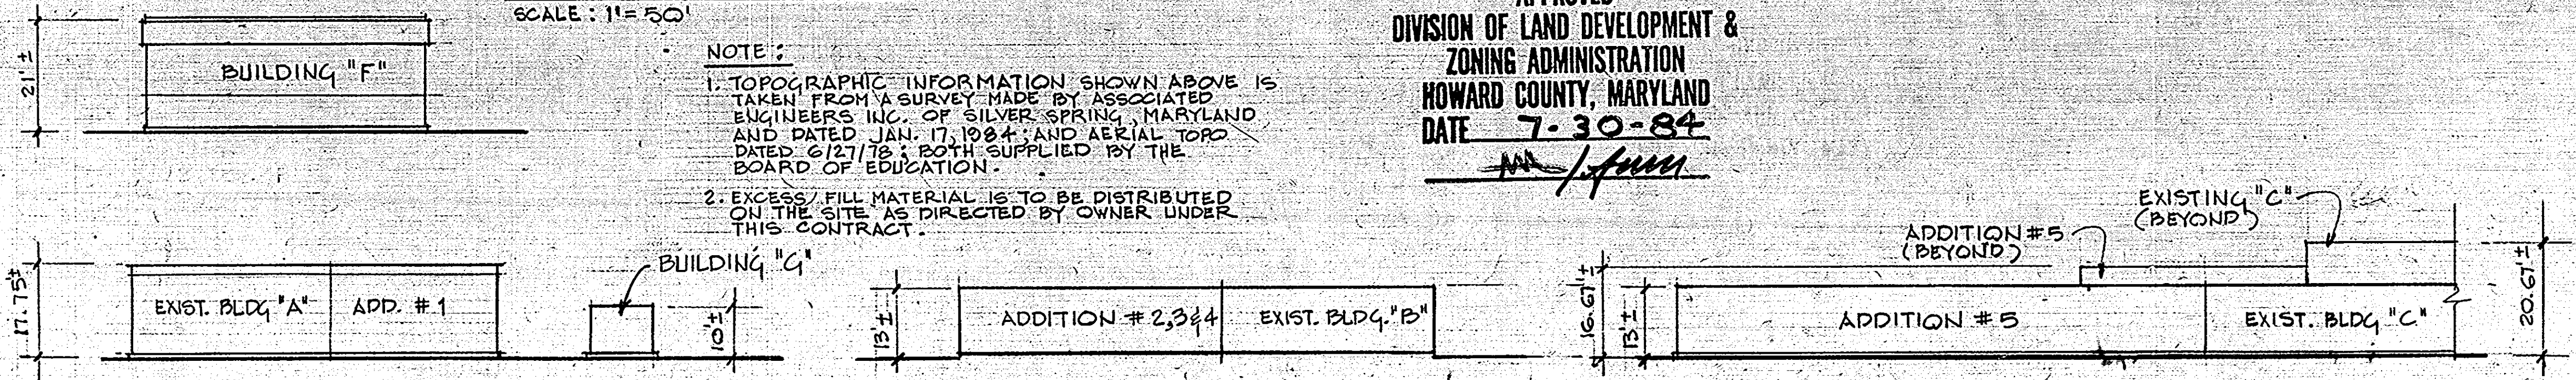 SCALE: 1"= 50'
21' ±
BUILDING "F"
NOTE:
1. TOPOGRAPHIC INFORMATION SHOWN ABOVE IS
TAKEN FROM A SURVEY MADE BY ASSOCIATED
ENGINEERS INC. OF SILVER SPRING, MARYLAND
AND DATED JAN. 17, 1984; AND AERIAL TOPO
DATED 6/27/78; BOTH SUPPLIED BY THE
BOARD OF EDUCATION.
2. EXCESS FILL MATERIAL IS TO BE DISTRIBUTED
ON THE SITE AS DIRECTED BY OWNER UNDER
THIS CONTRACT.
APPROVED
DIVISION OF LAND DEVELOPMENT &
ZONING ADMINISTRATION
HOWARD COUNTY, MARYLAND
DATE 7-30-84
17.75' ±
EXIST. BLDG "A"
ADD. #1
BUILDING "G"
10' ±
13' ±
ADDITION #2,3&4
EXIST. BLDG. "B"
16.67' ±
13' ±
ADDITION #5
(BEYOND)
EXISTING "C"
(BEYOND)
ADDITION #5
EXIST. BLDG "C"
20.67' ±